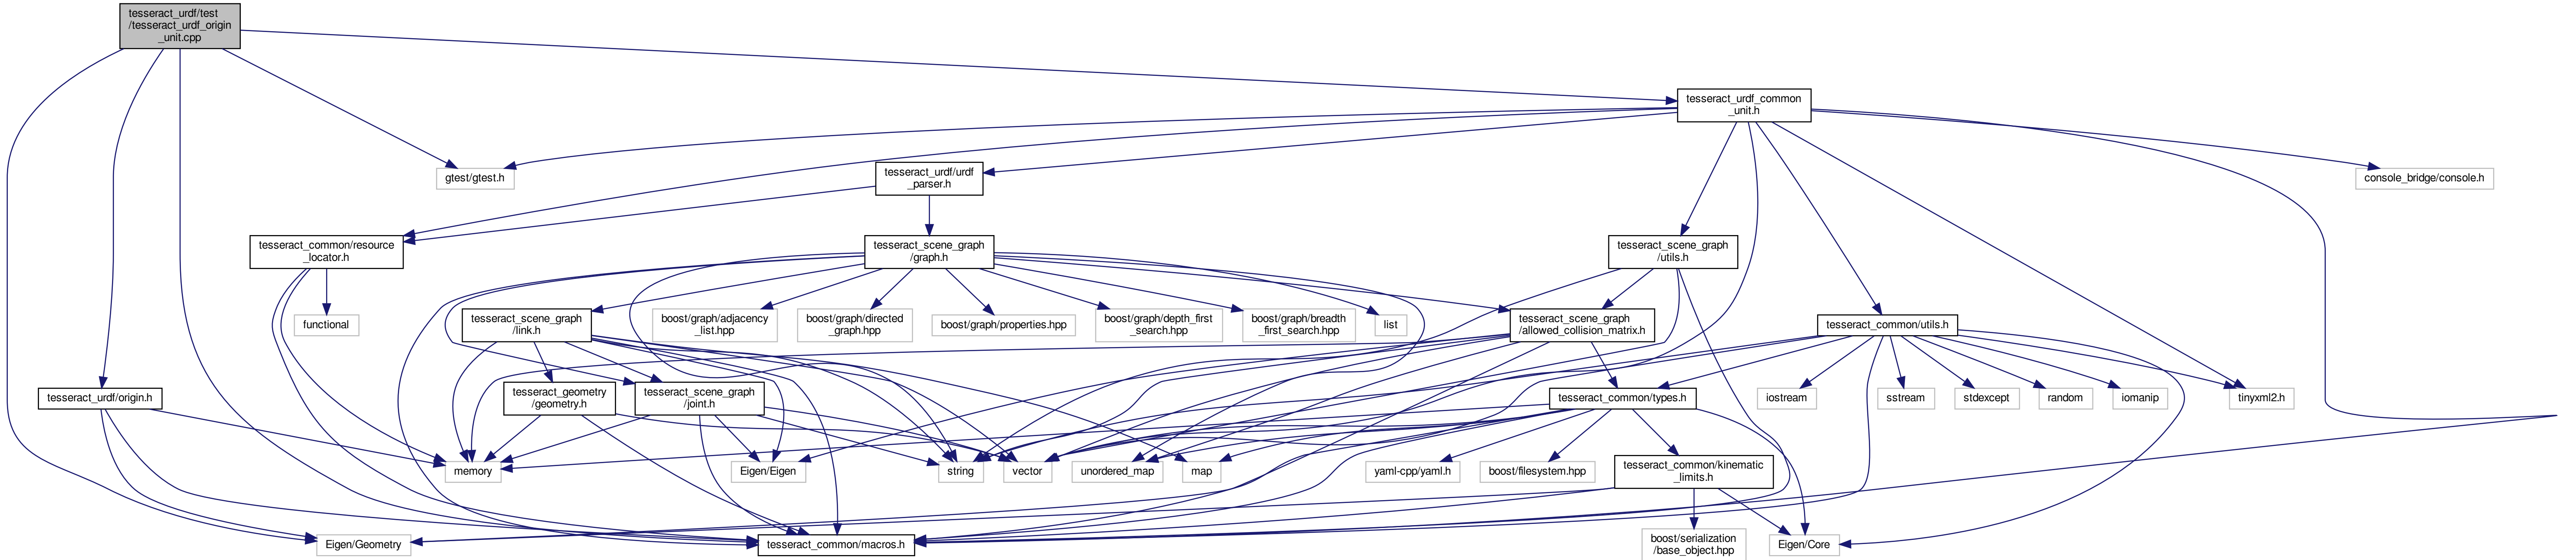 tesseract_urdf/test
/tesseract_urdf_origin
_unit.cpp
tesseract_urdf_common
_unit.h
gtest/gtest.h
tesseract_urdf/urdf
_parser.h
console_bridge/console.h
tesseract_common/resource
_locator.h
tesseract_scene_graph
/graph.h
tesseract_scene_graph
/utils.h
functional
tesseract_scene_graph
/link.h
boost/graph/adjacency
_list.hpp
boost/graph/directed
_graph.hpp
boost/graph/properties.hpp
boost/graph/depth_first
_search.hpp
boost/graph/breadth
_first_search.hpp
list
tesseract_scene_graph
/allowed_collision_matrix.h
tesseract_common/utils.h
tesseract_urdf/origin.h
tesseract_geometry
/geometry.h
tesseract_scene_graph
/joint.h
tesseract_common/types.h
iostream
sstream
stdexcept
random
iomanip
tinyxml2.h
memory
Eigen/Eigen
string
vector
unordered_map
map
yaml-cpp/yaml.h
boost/filesystem.hpp
tesseract_common/kinematic
_limits.h
Eigen/Geometry
tesseract_common/macros.h
boost/serialization
/base_object.hpp
Eigen/Core